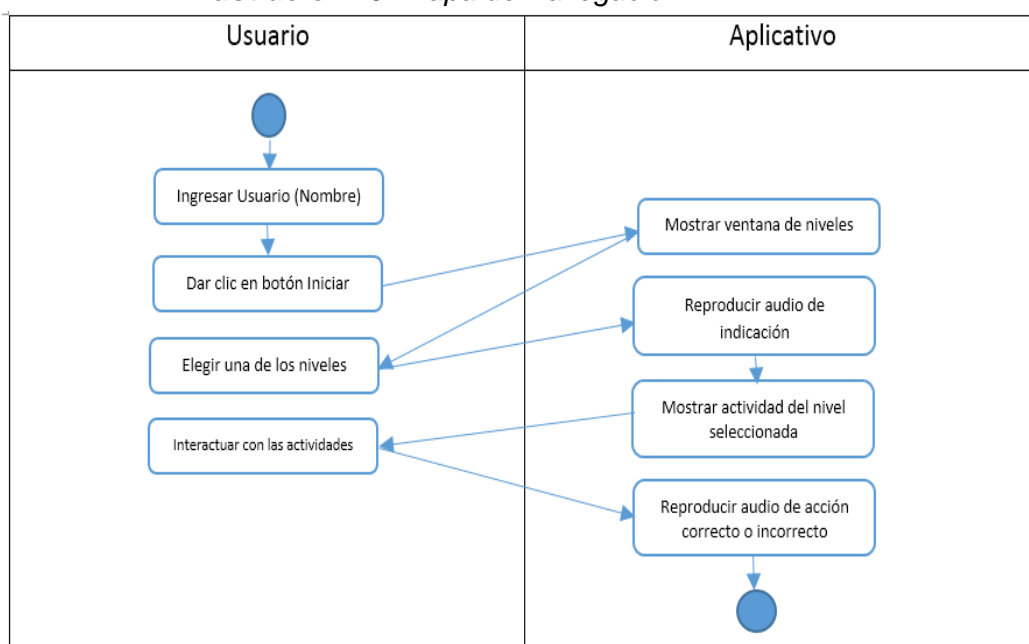 Usuario
Aplicativo
Ingresar Usuario (Nombre)
Mostrar ventana de niveles
Dar clic en botón Iniciar
Reproducir audio de
indicación
Elegir una de los niveles
Mostrar actividad del nivel
seleccionada
Interactuar con las actividades
Reproducir audio de acción
correcto o incorrecto